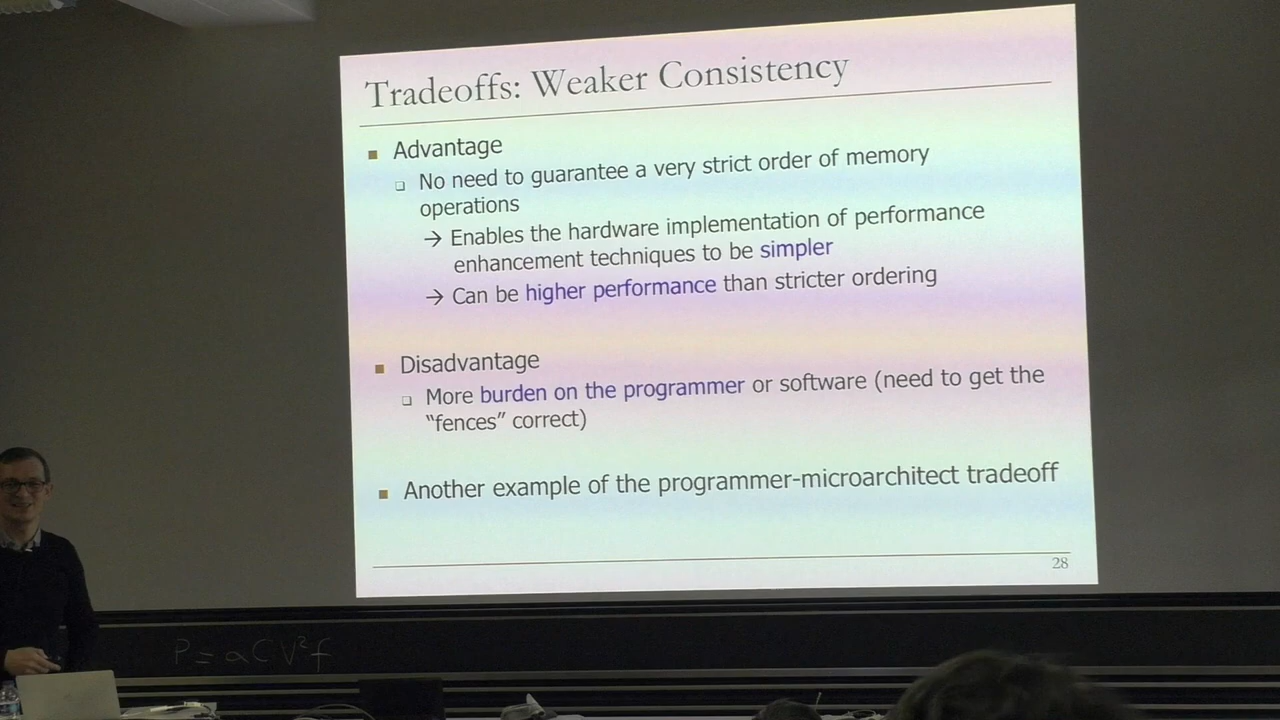 Tradeoffs: Weaker Consistency
■ Advantage
❑ No need to guarantee a very strict order of memory
operations
→ Enables the hardware implementation of performance
enhancement techniques to be simpler
→ Can be higher performance than stricter ordering
■ Disadvantage
❑ More burden on the programmer or software (need to get the
“fences” correct)
■ Another example of the programmer-microarchitect tradeoff
28
P = αCV²f